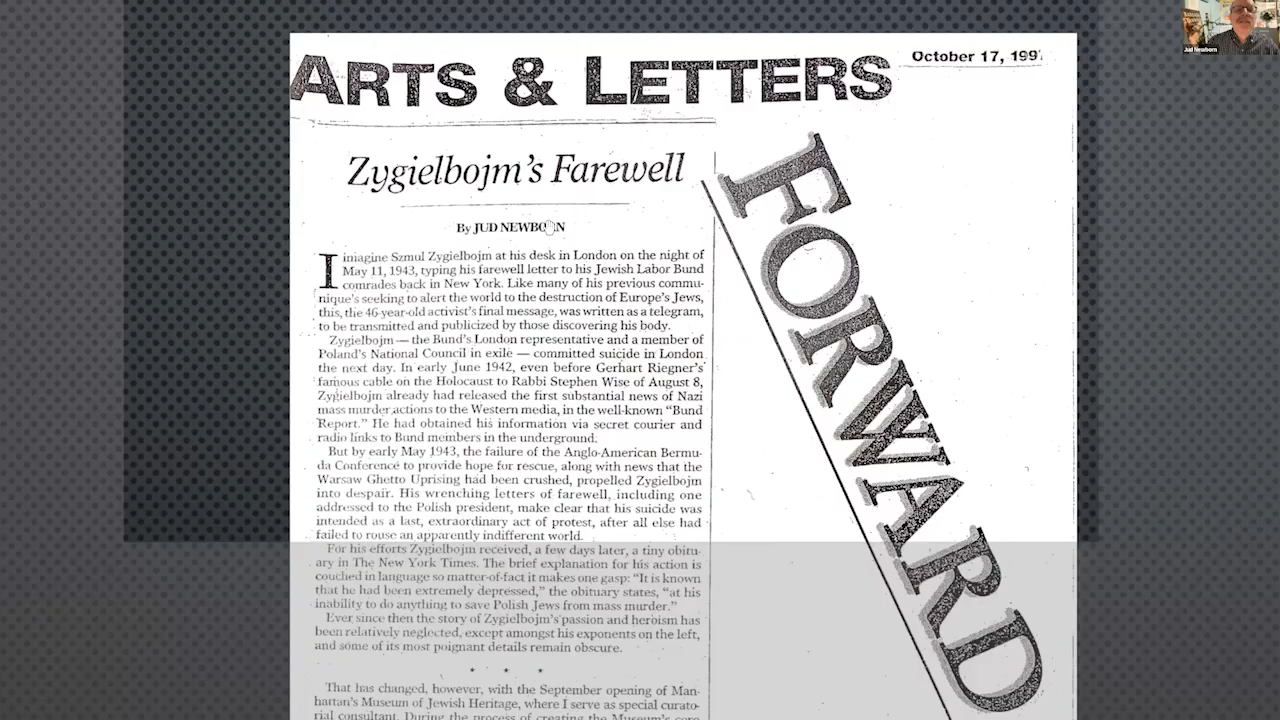 ARTS & LETTERS
October 17, 199
Jud Newborn
FORWARD
Zygielbojm's Farewell
By JUD NEWBORN
I imagine Szmul Zygielbojm at his desk in London on the night of
May 11, 1943, typing his farewell letter to his Jewish Labor Bund
comrades back in New York. Like many of his previous commu-
nique's seeking to alert the world to the destruction of Europe's Jews,
this, the 46-year-old activist's final message, was written as a telegram,
to be transmitted and publicized by those discovering his body.
Zygielbojm — the Bund's London representative and a member of
Poland's National Council in exile — committed suicide in London
the next day. In early June 1942, even before Gerhart Riegner's
famous cable on the Holocaust to Rabbi Stephen Wise of August 8,
Zygielbojm already had released the first substantial news of Nazi
mass murder actions to the Western media, in the well-known "Bund
Report." He had obtained his information via secret courier and
radio links to Bund members in the underground.
But by early May 1943, the failure of the Anglo-American Bermu-
da Conference to provide hope for rescue, along with news that the
Warsaw Ghetto Uprising had been crushed, propelled Zygielbojm
into despair. His wrenching letters of farewell, including one
addressed to the Polish president, make clear that his suicide was
intended as a last, extraordinary act of protest, after all else had
failed to rouse an apparently indifferent world.
For his efforts Zygielbojm received, a few days later, a tiny obitu-
ary in The New York Times. The brief explanation for his action is
couched in language so matter-of-fact it makes one gasp: "It is known
that he had been extremely depressed," the obituary states, "at his
inability to do anything to save Polish Jews from mass murder."
Ever since then the story of Zygielbojm's passion and heroism has
been relatively neglected, except amongst his exponents on the left,
and some of its most poignant details remain obscure.
* * *
That has changed, however, with the September opening of Man-
hattan's Museum of Jewish Heritage, where I serve as special curato-
rial consultant. During the process of creating the Museum's core